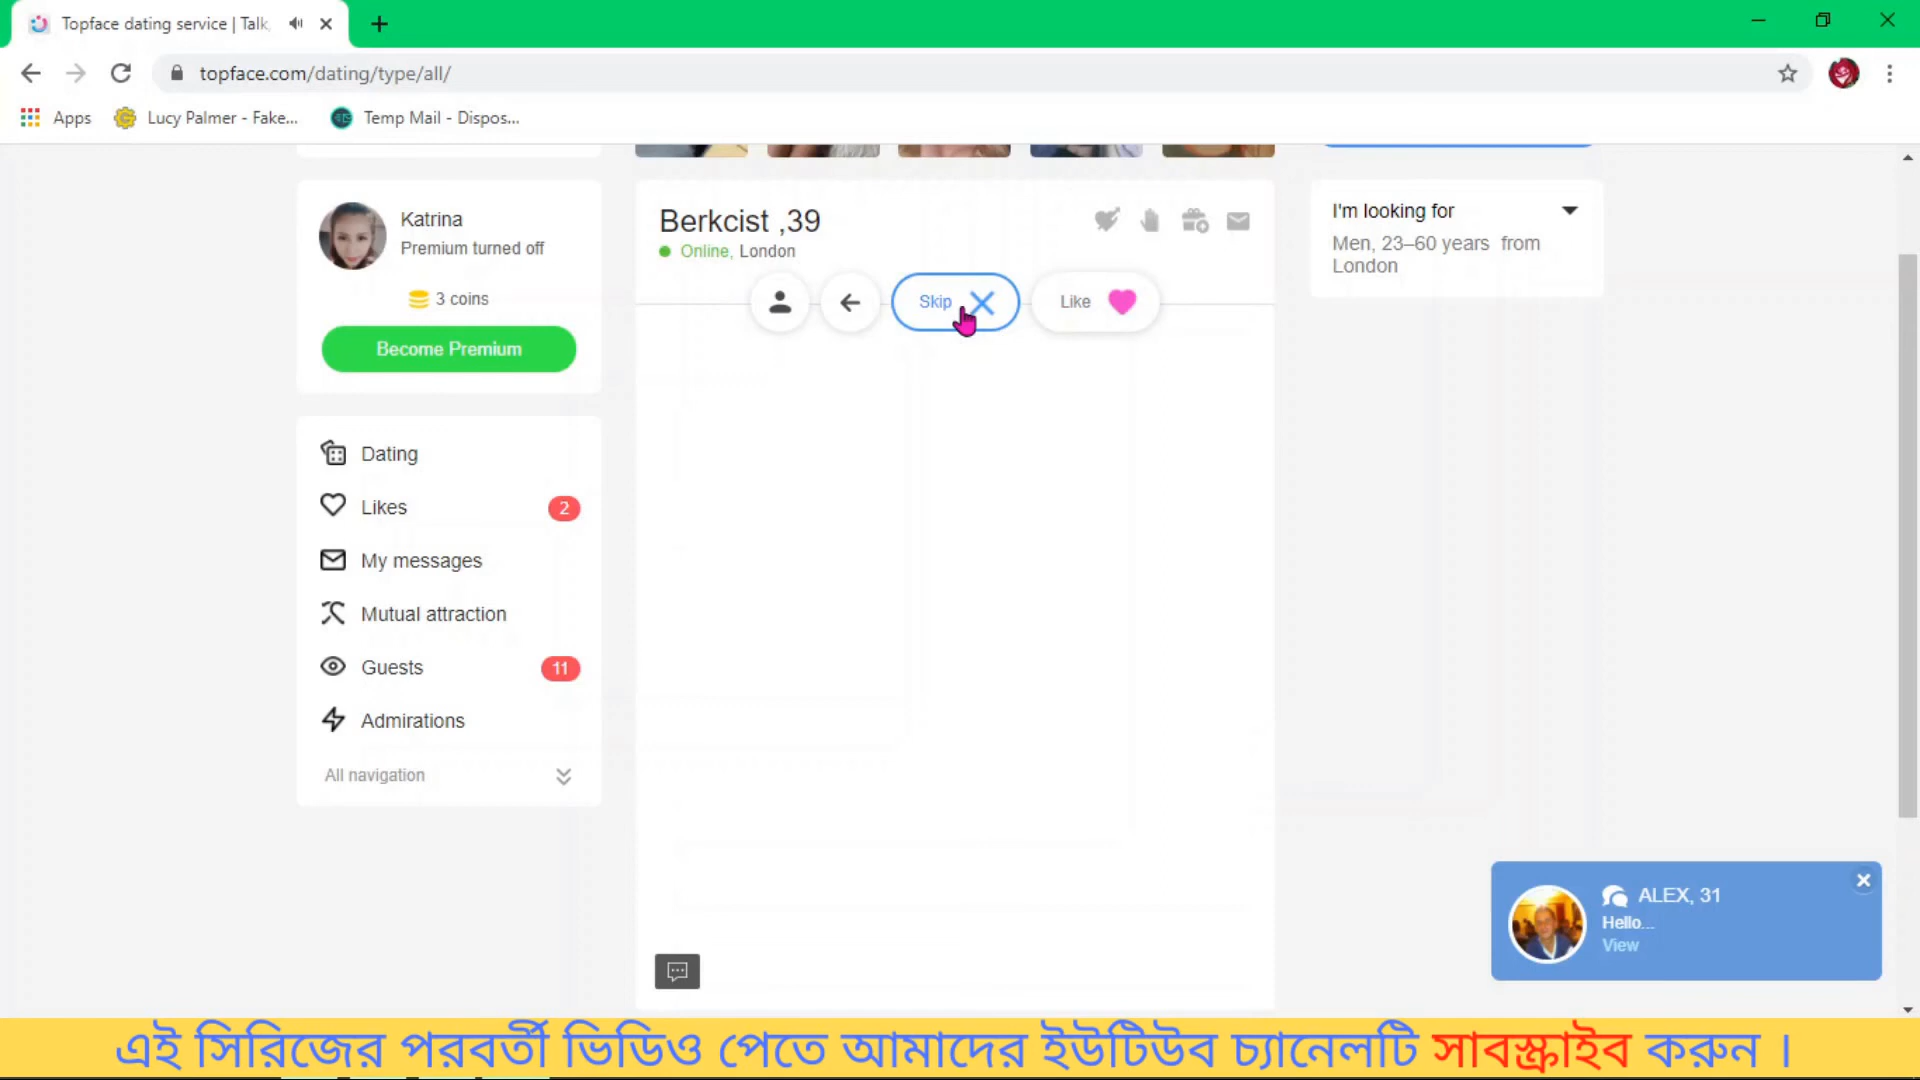 Topface dating service | Talk,
topface.com/dating/type/all/
Apps
Lucy Palmer - Fake...
Temp Mail - Dispos...
Katrina
Premium turned off
3 coins
Become Premium
Dating
Likes
2
My messages
Mutual attraction
Guests
11
Admirations
All navigation
Berkcist ,39
Online, London
Skip
Like
I'm looking for
Men, 23–60 years from
London
ALEX, 31
Hello...
View
এই সিরিজের পরবর্তী ভিডিও পেতে আমাদের ইউটিউব চ্যানেলটি সাবস্ক্রাইব করুন ।